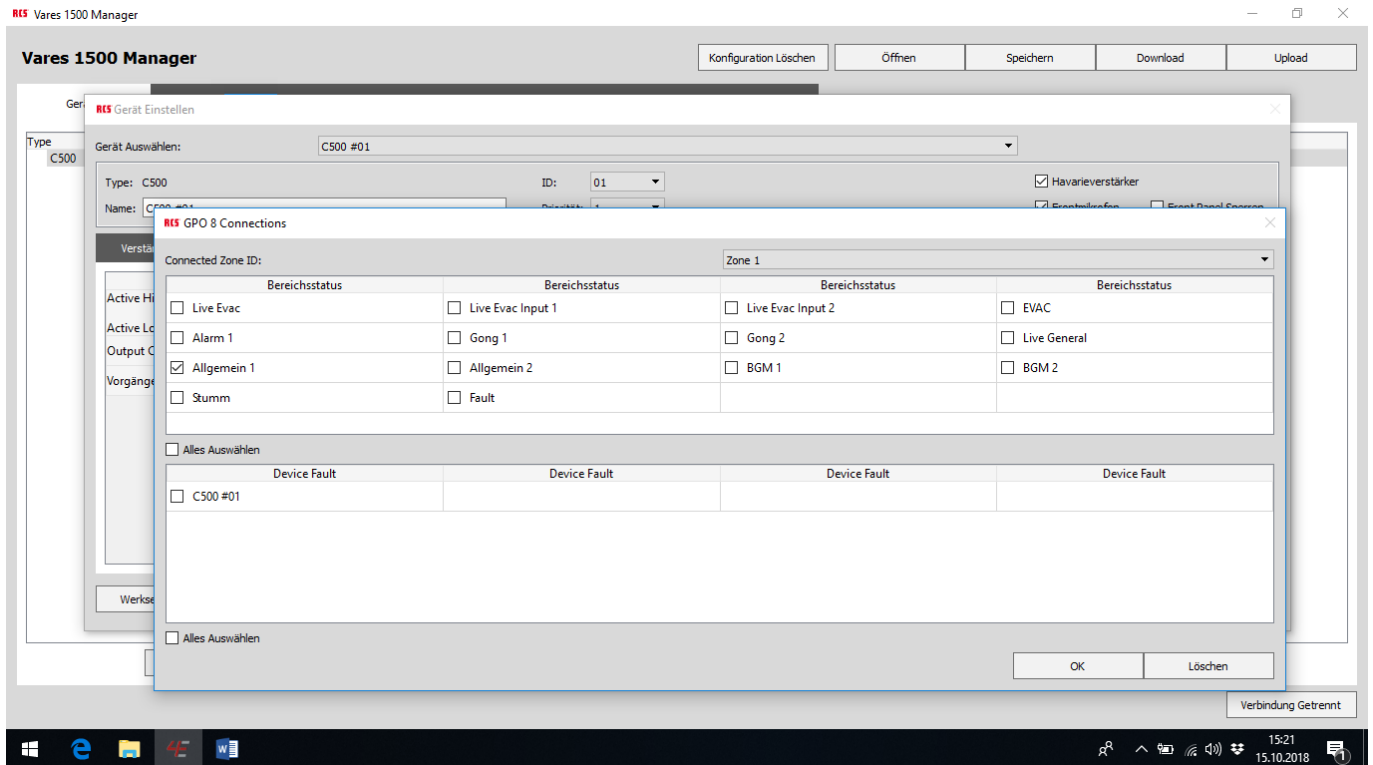 RCS Vares 1500 Manager
Vares 1500 Manager
Konfiguration Löschen Öffnen Speichern Download Upload
RCS Gerät Einstellen
Type
C500
Gerät Auswählen: C500 #01
Type: C500 ID: 01 Havarieverstärker
Name: C500 #01
RCS GPO 8 Connections
Connected Zone ID: Zone 1
Bereichsstatus Bereichsstatus Bereichsstatus Bereichsstatus
Live Evac Live Evac Input 1 Live Evac Input 2 EVAC
Alarm 1 Gong 1 Gong 2 Live General
Allgemein 1 Allgemein 2 BGM 1 BGM 2
Stumm Fault
Alles Auswählen
Device Fault Device Fault Device Fault Device Fault
C500 #01
Alles Auswählen
OK Löschen
Active Hi
Active Lo
Output C
Vorgänge
Werkse
Verbindung Getrennt
15:21
15.10.2018